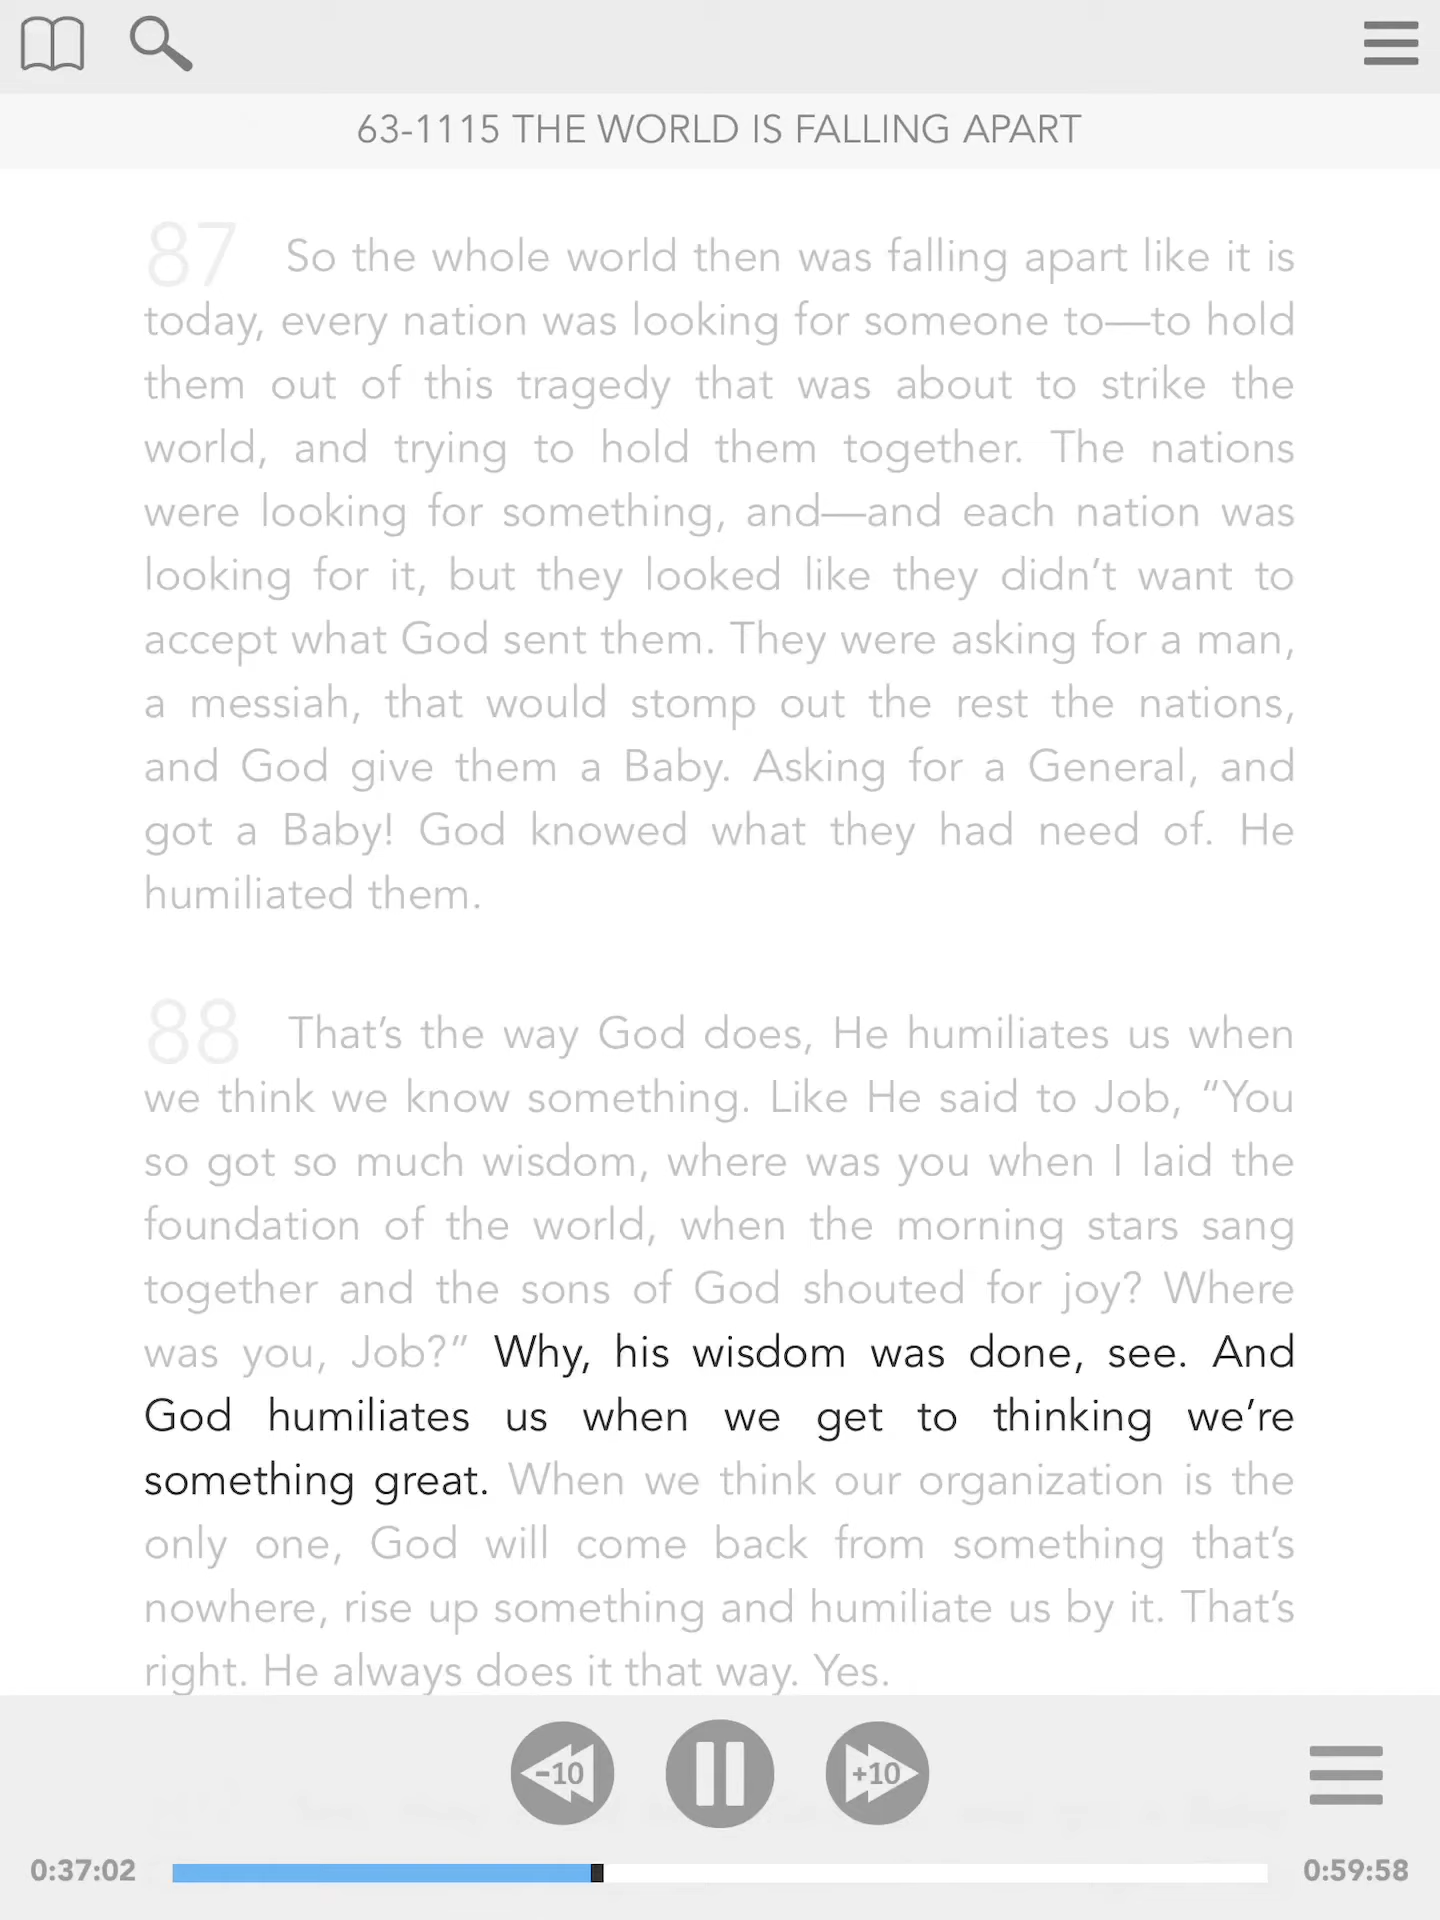 63-1115 THE WORLD IS FALLING APART
87 So the whole world then was falling apart like it is
today, every nation was looking for someone to—to hold
them out of this tragedy that was about to strike the
world, and trying to hold them together. The nations
were looking for something, and—and each nation was
looking for it, but they looked like they didn’t want to
accept what God sent them. They were asking for a man,
a messiah, that would stomp out the rest the nations,
and God give them a Baby. Asking for a General, and
got a Baby! God knowed what they had need of. He
humiliated them.
88 That’s the way God does, He humiliates us when
we think we know something. Like He said to Job, “You
so got so much wisdom, where was you when I laid the
foundation of the world, when the morning stars sang
together and the sons of God shouted for joy? Where
was you, Job?” Why, his wisdom was done, see. And
God humiliates us when we get to thinking we’re
something great. When we think our organization is the
only one, God will come back from something that’s
nowhere, rise up something and humiliate us by it. That’s
right. He always does it that way. Yes.
-10 +10
0:37:02 0:59:58